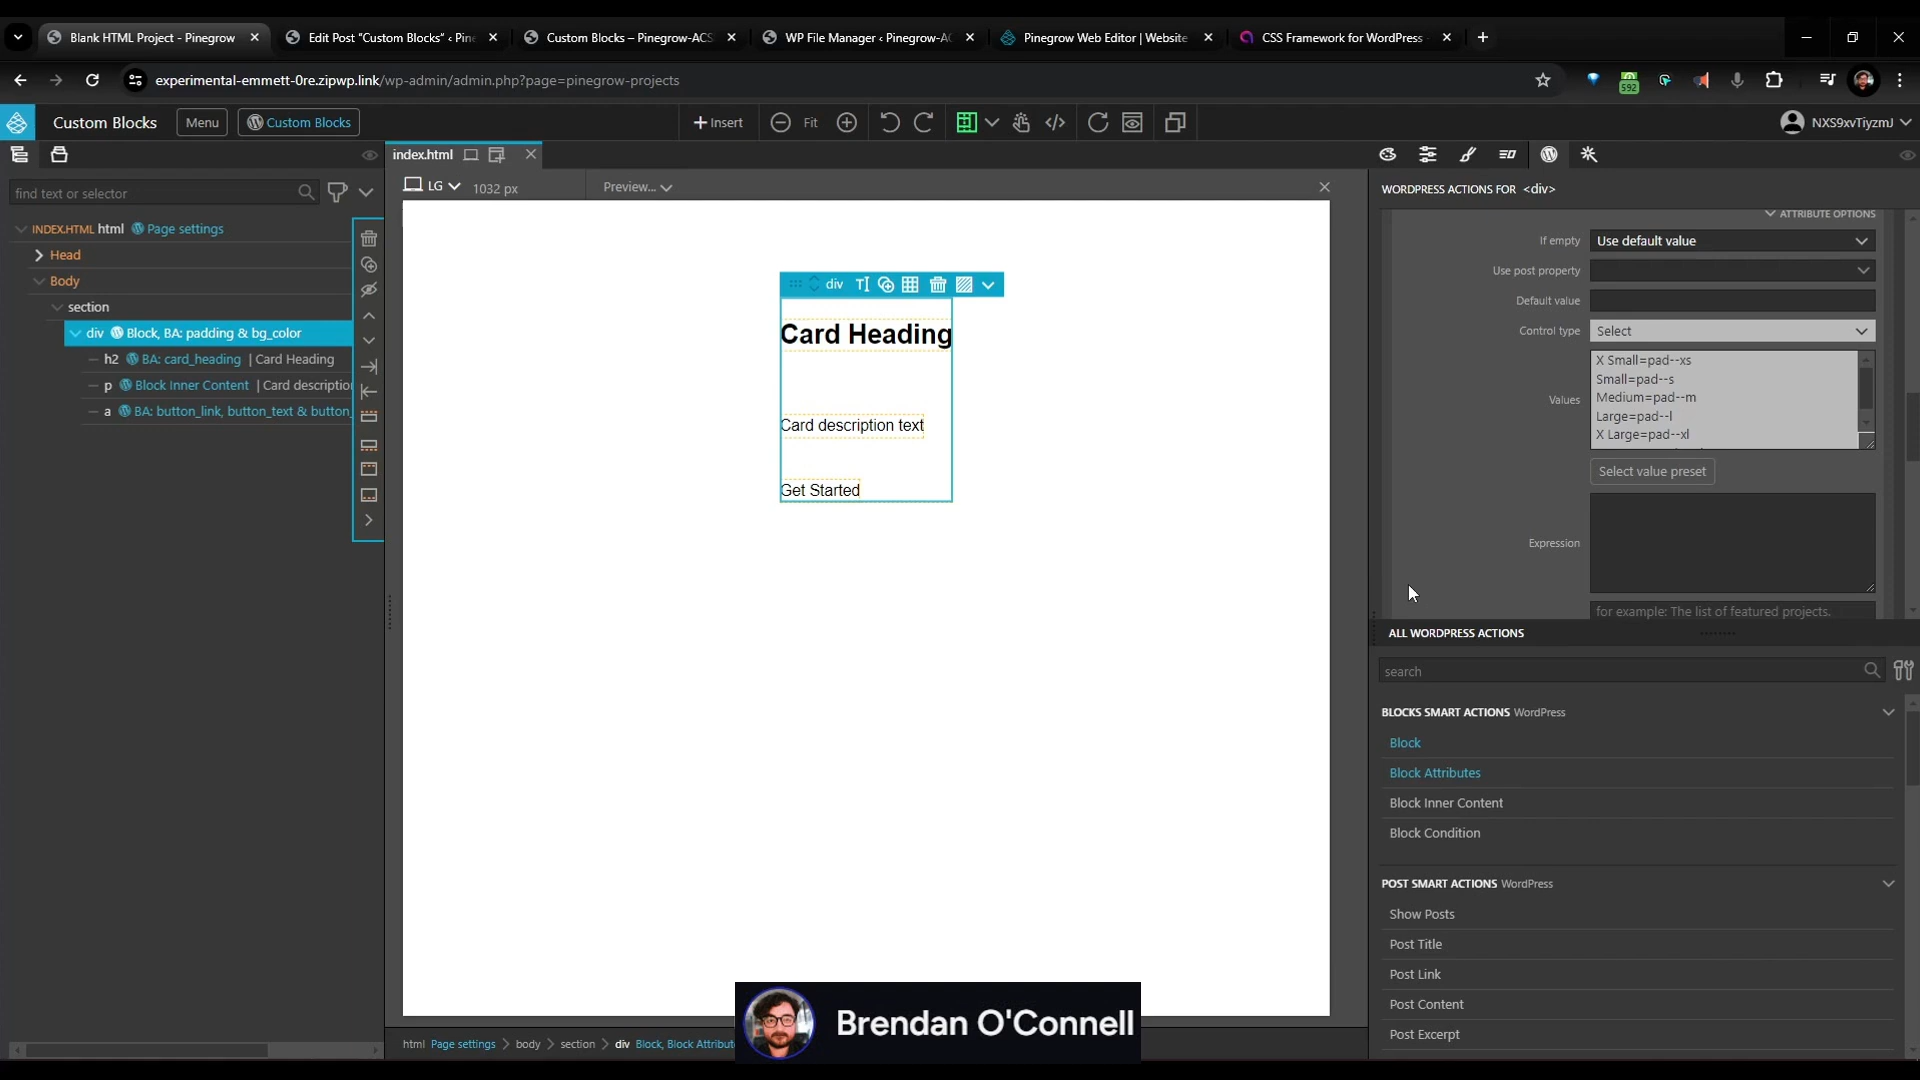 Blank HTML Project - Pinegrow
Edit Post “Custom Blocks” ‹ Pine
Custom Blocks – Pinegrow-ACS
WP File Manager ‹ Pinegrow-AC
Pinegrow Web Editor | Website
CSS Framework for WordPress
experimental-emmett-0re.zipwp.link/wp-admin/admin.php?page=pinegrow-projects
592
Custom Blocks
Menu
Custom Blocks
Insert
Fit
NXS9xvTiyzmJ
index.html
LG
1032 px
Preview...
find text or selector
INDEX.HTML html Page settings
Head
Body
section
div Block, BA: padding & bg_color
h2 BA: card_heading | Card Heading
p Block Inner Content | Card descriptio
a BA: button_link, button_text & button_
div
Card Heading
Card description text
Get Started
WORDPRESS ACTIONS FOR <div>
ATTRIBUTE OPTIONS
If empty Use default value
Use post property
Default value
Control type Select
Values
X Small=pad--xs
Small=pad--s
Medium=pad--m
Large=pad--l
X Large=pad--xl
Select value preset
Expression
for example: The list of featured projects.
ALL WORDPRESS ACTIONS
search
BLOCKS SMART ACTIONS WordPress
Block
Block Attributes
Block Inner Content
Block Condition
POST SMART ACTIONS WordPress
Show Posts
Post Title
Post Link
Post Content
Post Excerpt
html Page settings > body > section > div Block, Block Attribut
Brendan O'Connell